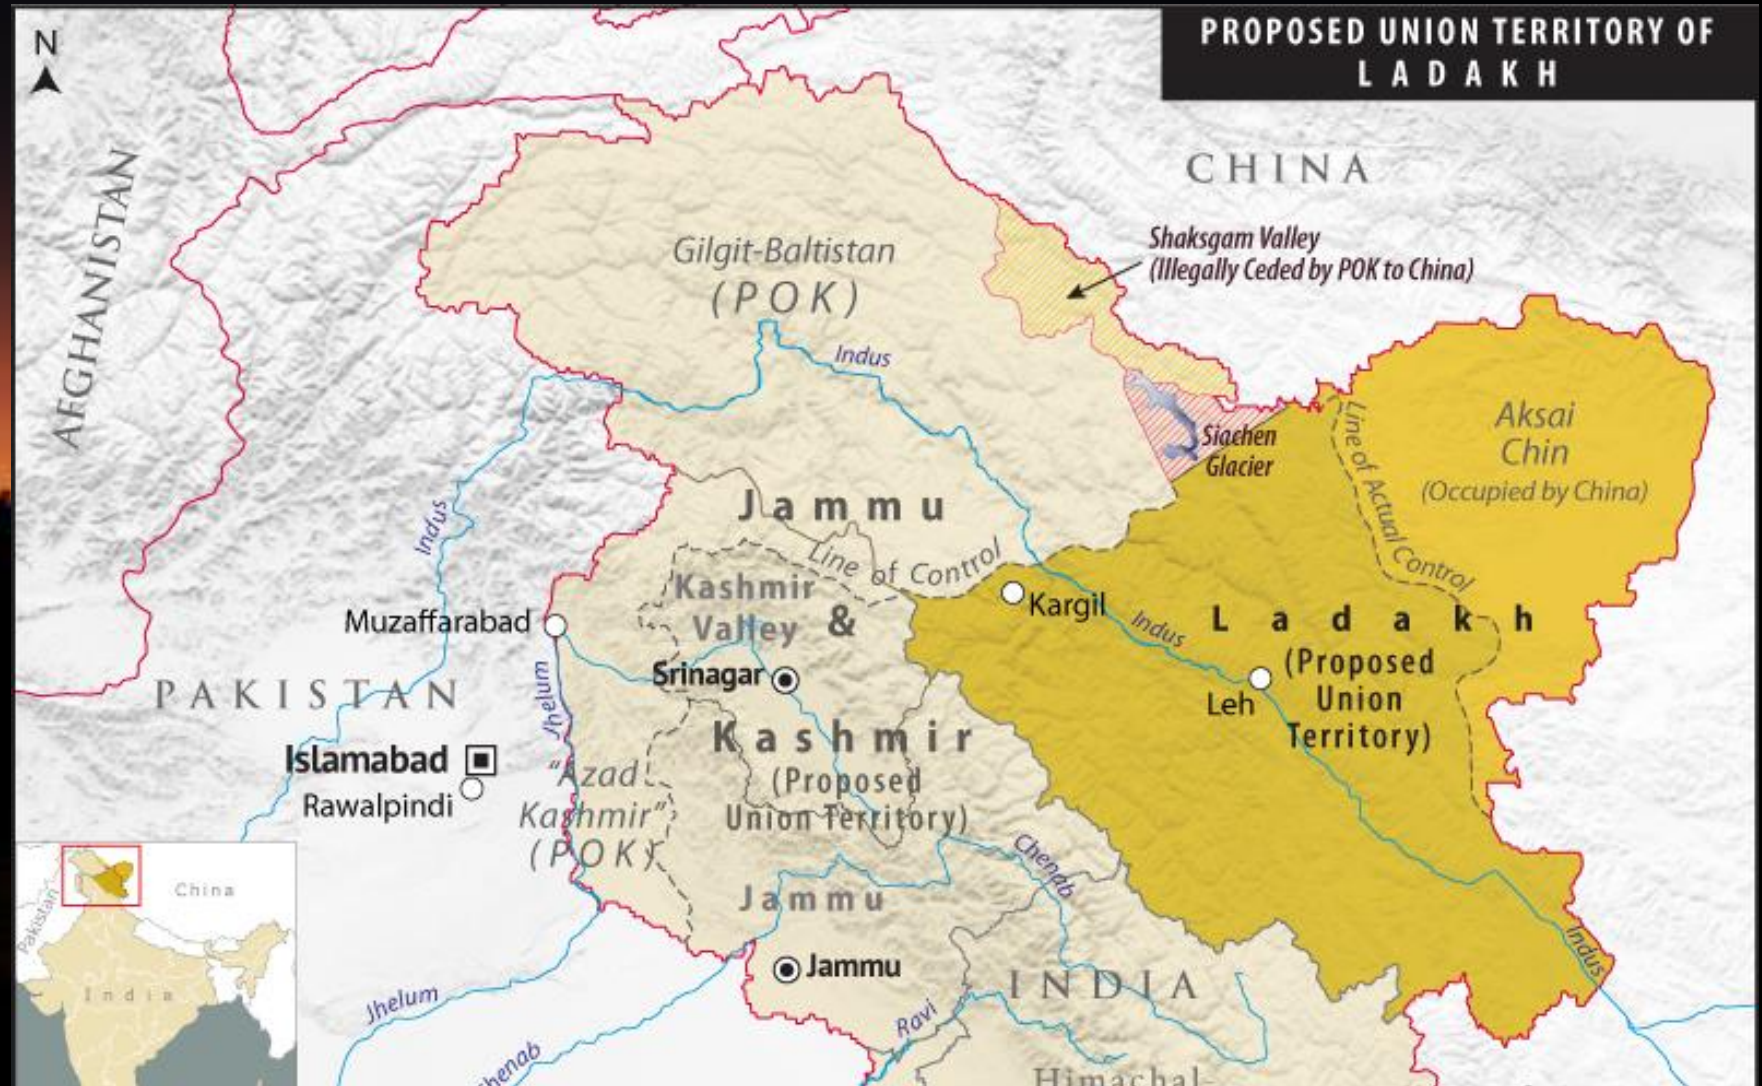 PROPOSED UNION TERRITORY OF
LADAKH
N
CHINA
AFGHANISTAN
Shaksgam Valley
(Illegally Ceded by POK to China)
Gilgit-Baltistan
(POK)
Indus
Aksai
Chin
(Occupied by China)
Siachen
Glacier
Line of Actual Control
Indus
Jammu
Line of Control
Kashmir
Valley
&
Kargil
Muzaffarabad
Indus
Ladakh
(Proposed
Union
Territory)
Srinagar
Leh
PAKISTAN
Jhelum
Kashmir
(Proposed
Union Territory)
Islamabad
Rawalpindi
"Azad
Kashmir"
(POK)
Chenab
Jammu
Jammu
INDIA
Indus
Jhelum
Ravi
Chenab
Himachal
China
Pakistan
India